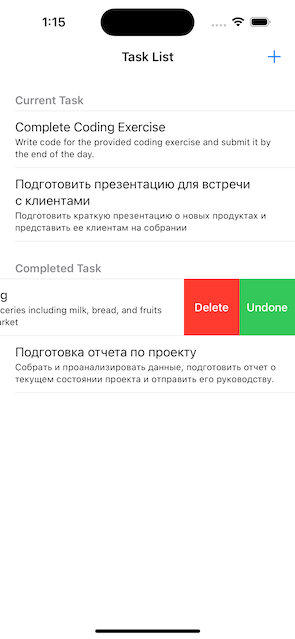 1:15
Task List
Current Task
Complete Coding Exercise
Write code for the provided coding exercise and submit it by
the end of the day.
Подготовить презентацию для встречи
с клиентами
Подготовить краткую презентацию о новых продуктах и
представить ее клиентам на собрании
Completed Task
g
ceries including milk, bread, and fruits
rket
Delete
Undone
Подготовка отчета по проекту
Собрать и проанализировать данные, подготовить отчет о
текущем состоянии проекта и отправить его руководству.